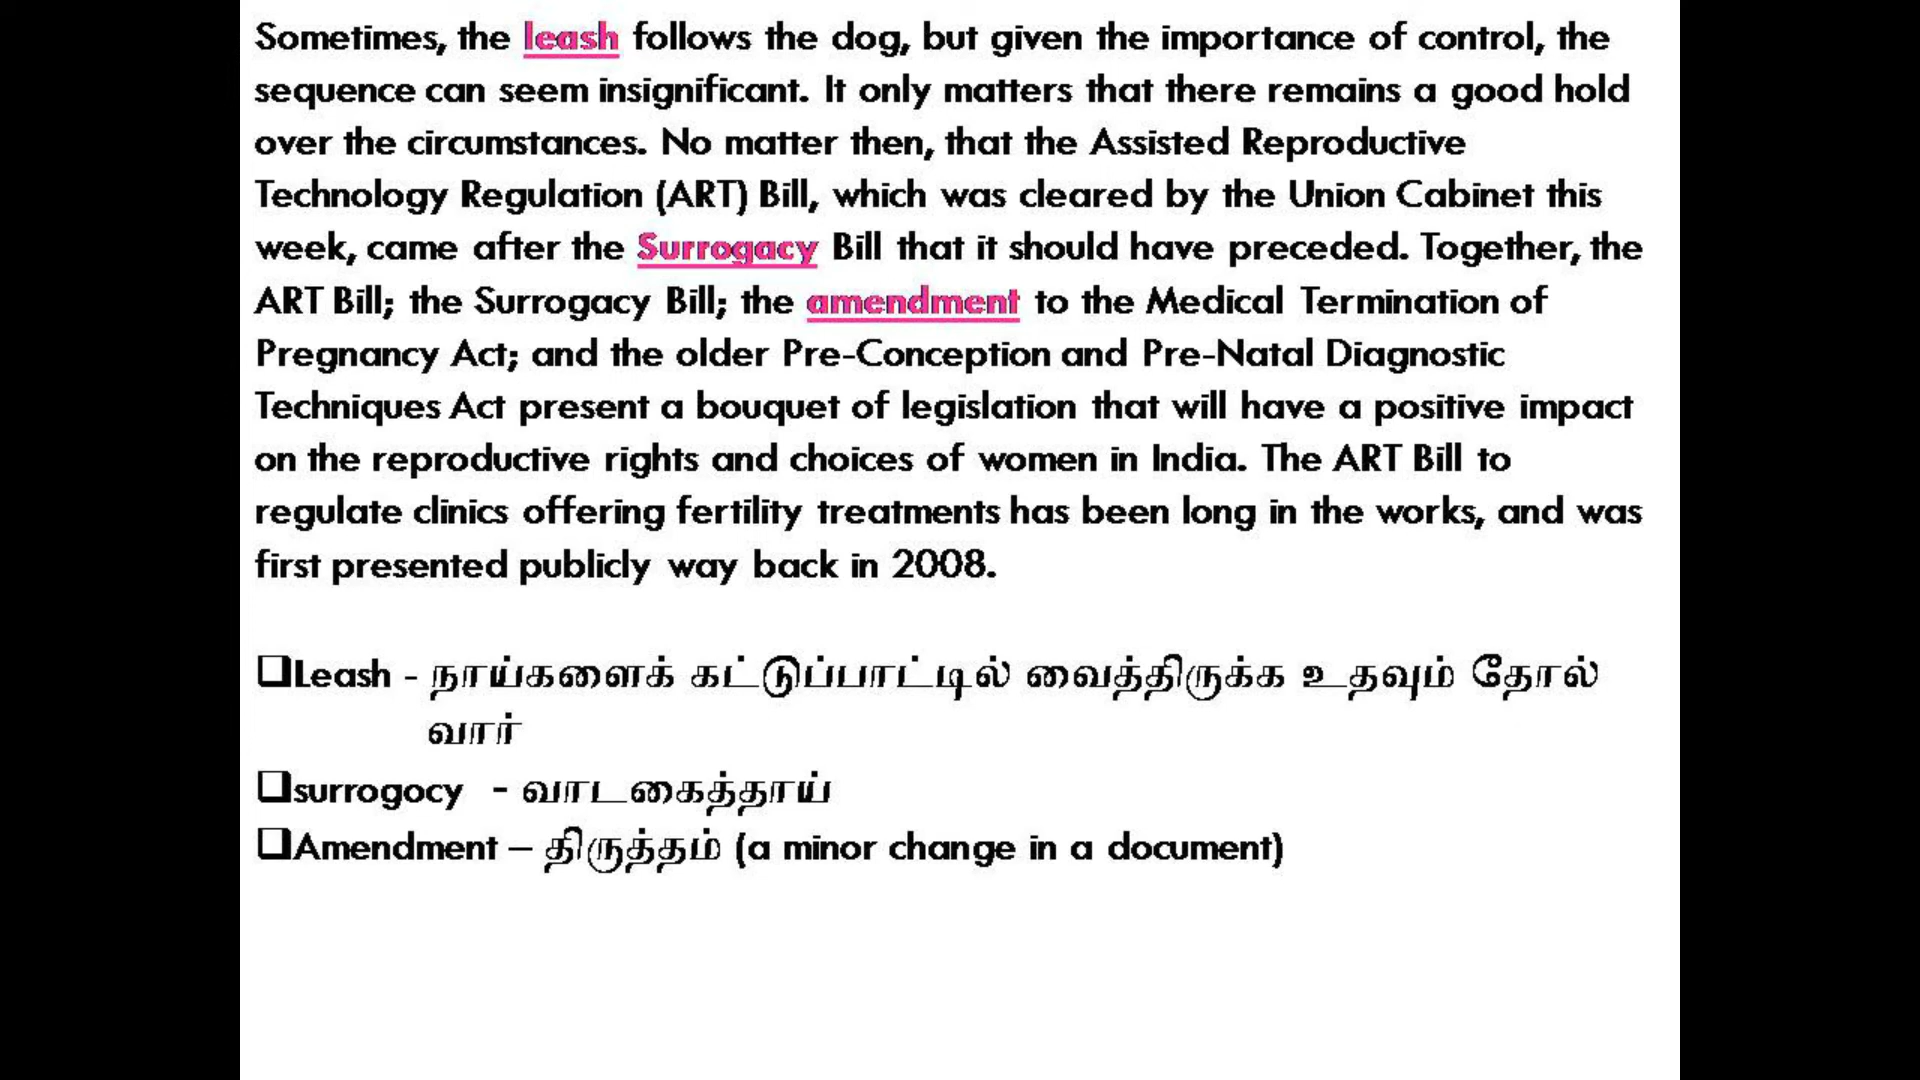 Sometimes, the leash follows the dog, but given the importance of control, the
sequence can seem insignificant. It only matters that there remains a good hold
over the circumstances. No matter then, that the Assisted Reproductive
Technology Regulation (ART) Bill, which was cleared by the Union Cabinet this
week, came after the Surrogacy Bill that it should have preceded. Together, the
ART Bill; the Surrogacy Bill; the amendment to the Medical Termination of
Pregnancy Act; and the older Pre-Conception and Pre-Natal Diagnostic
Techniques Act present a bouquet of legislation that will have a positive impact
on the reproductive rights and choices of women in India. The ART Bill to
regulate clinics offering fertility treatments has been long in the works, and was
first presented publicly way back in 2008.
❑Leash - நாய்களைக் கட்டுப்பாட்டில் வைத்திருக்க உதவும் தோல்
வார்
❑surrogocy - வாடகைத்தாய்
❑Amendment – திருத்தம் (a minor change in a document)